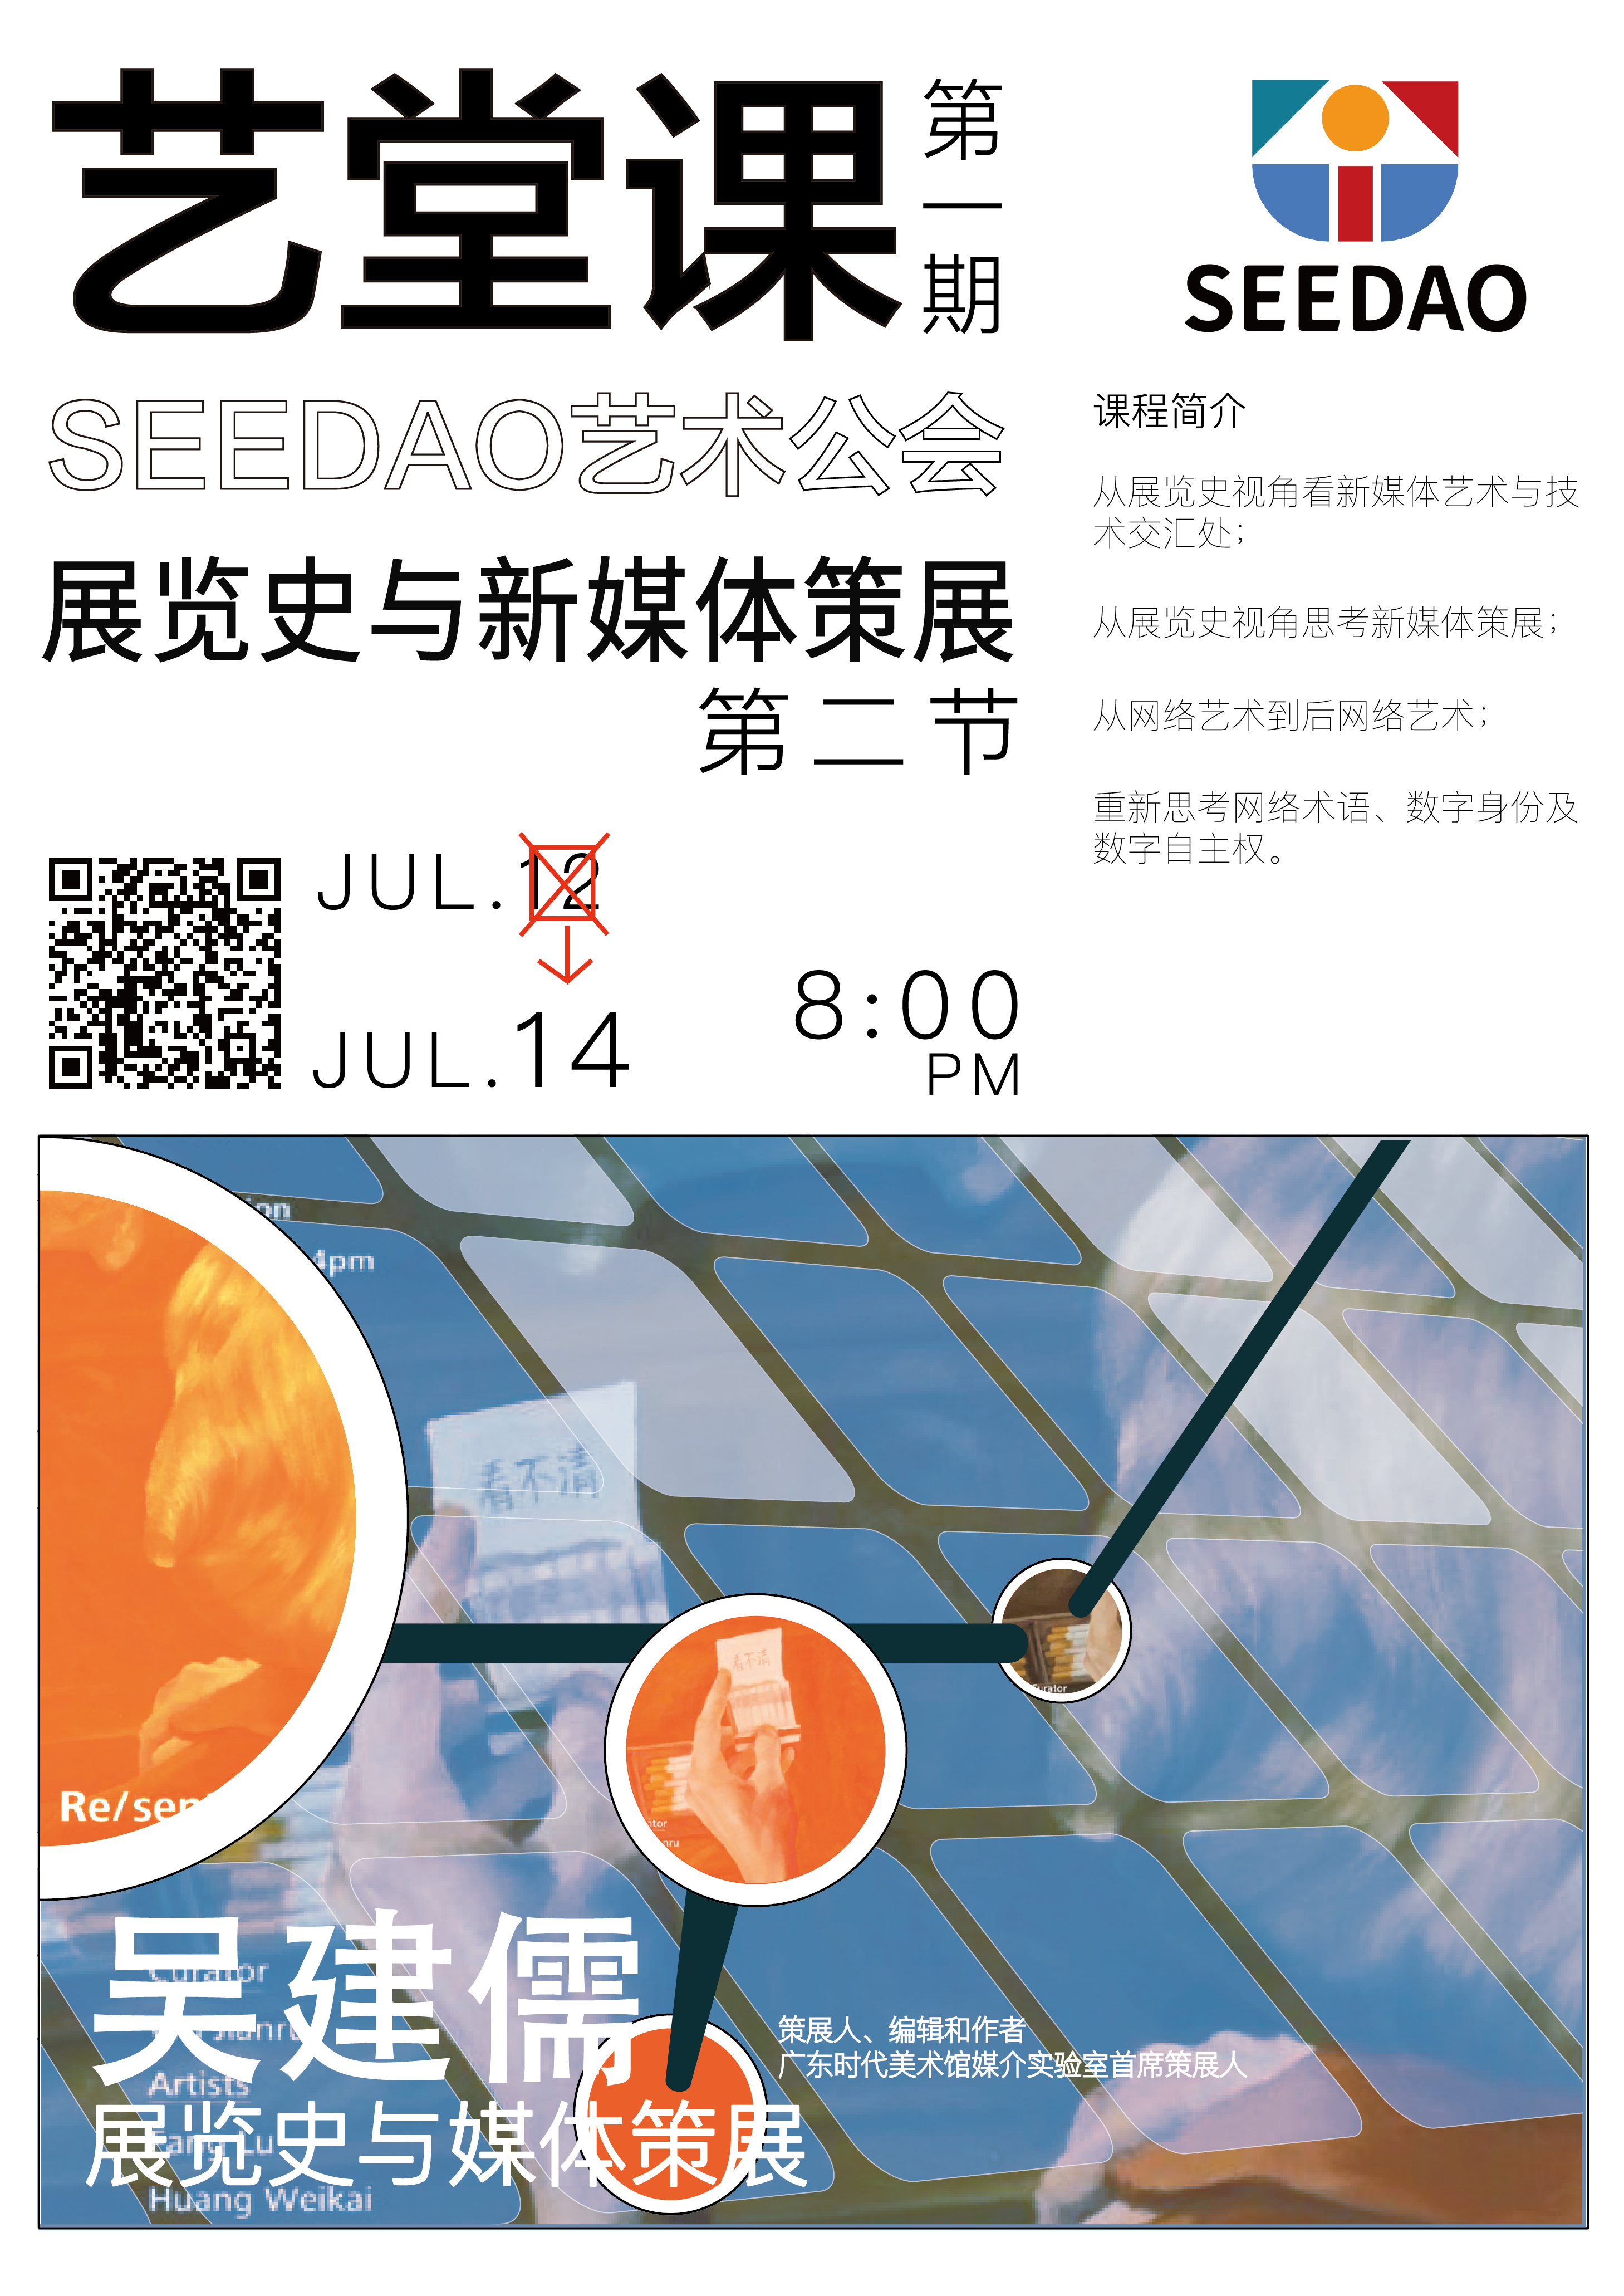 艺堂课
第一期
SEEDAO
SEEDAO艺术公会
展览史与新媒体策展
第二节
课程简介
从展览史视角看新媒体艺术与技
术交汇处；
从展览史视角思考新媒体策展；
从网络艺术到后网络艺术；
重新思考网络术语、数字身份及
数字自主权。
JUL.12
JUL.14
8:00
PM
4pm
看不清
看不清
Curator
Re/sen
吴建儒
Curator
策展人、编辑和作者
广东时代美术馆媒介实验室首席策展人
Artists
展览史与媒体策展
Huang Weikai